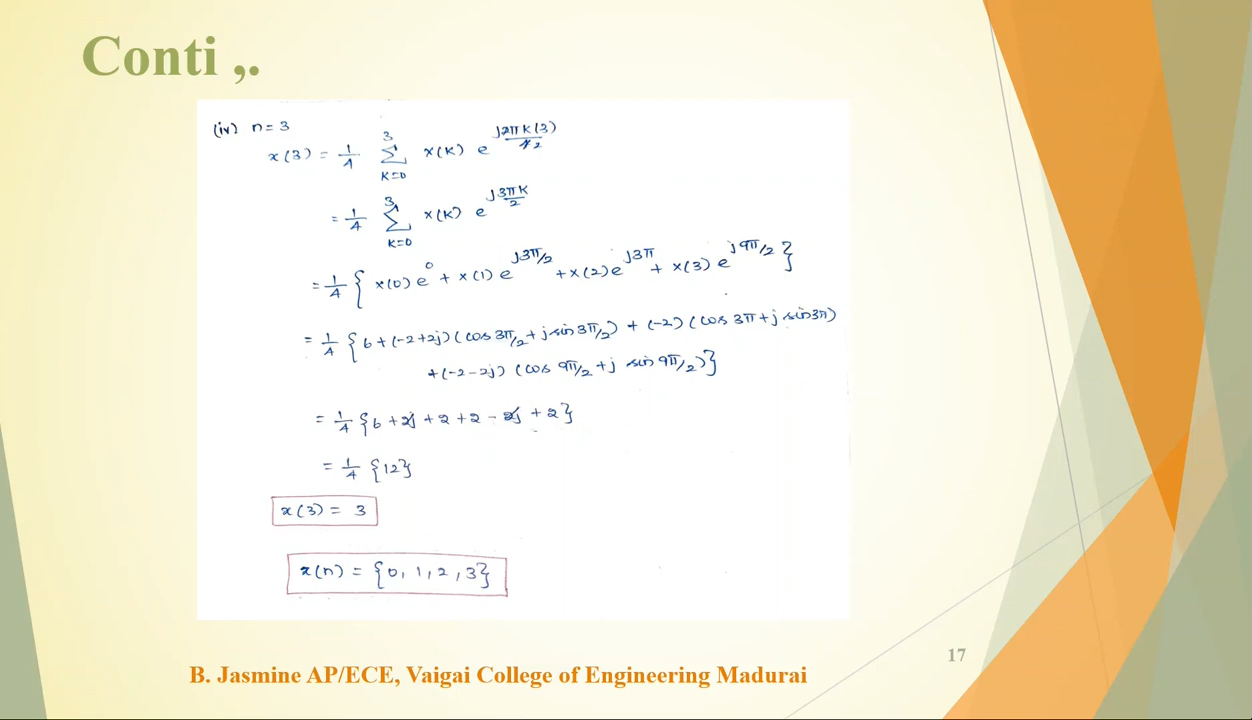 Conti ,.
(iv) n = 3
x(3) = 1/4 3Σk=0 X(K) e^j2πK(3)/4 2
= 1/4 3Σk=0 X(K) e^j3πK/2
= 1/4 { X(0) e^0 + X(1) e^j3π/2 + X(2) e^j3π + X(3) e^j9π/2 }
= 1/4 { 6 + (-2+2j) (cos 3π/2 + j sin 3π/2) + (-2) (cos 3π + j sin 3π)
+ (-2-2j) (cos 9π/2 + j sin 9π/2) }
= 1/4 { 6 + 2j + 2 + 2 - 2j + 2 }
= 1/4 { 12 }
x(3) = 3
x(n) = {0, 1, 2, 3}
17
B. Jasmine AP/ECE, Vaigai College of Engineering Madurai